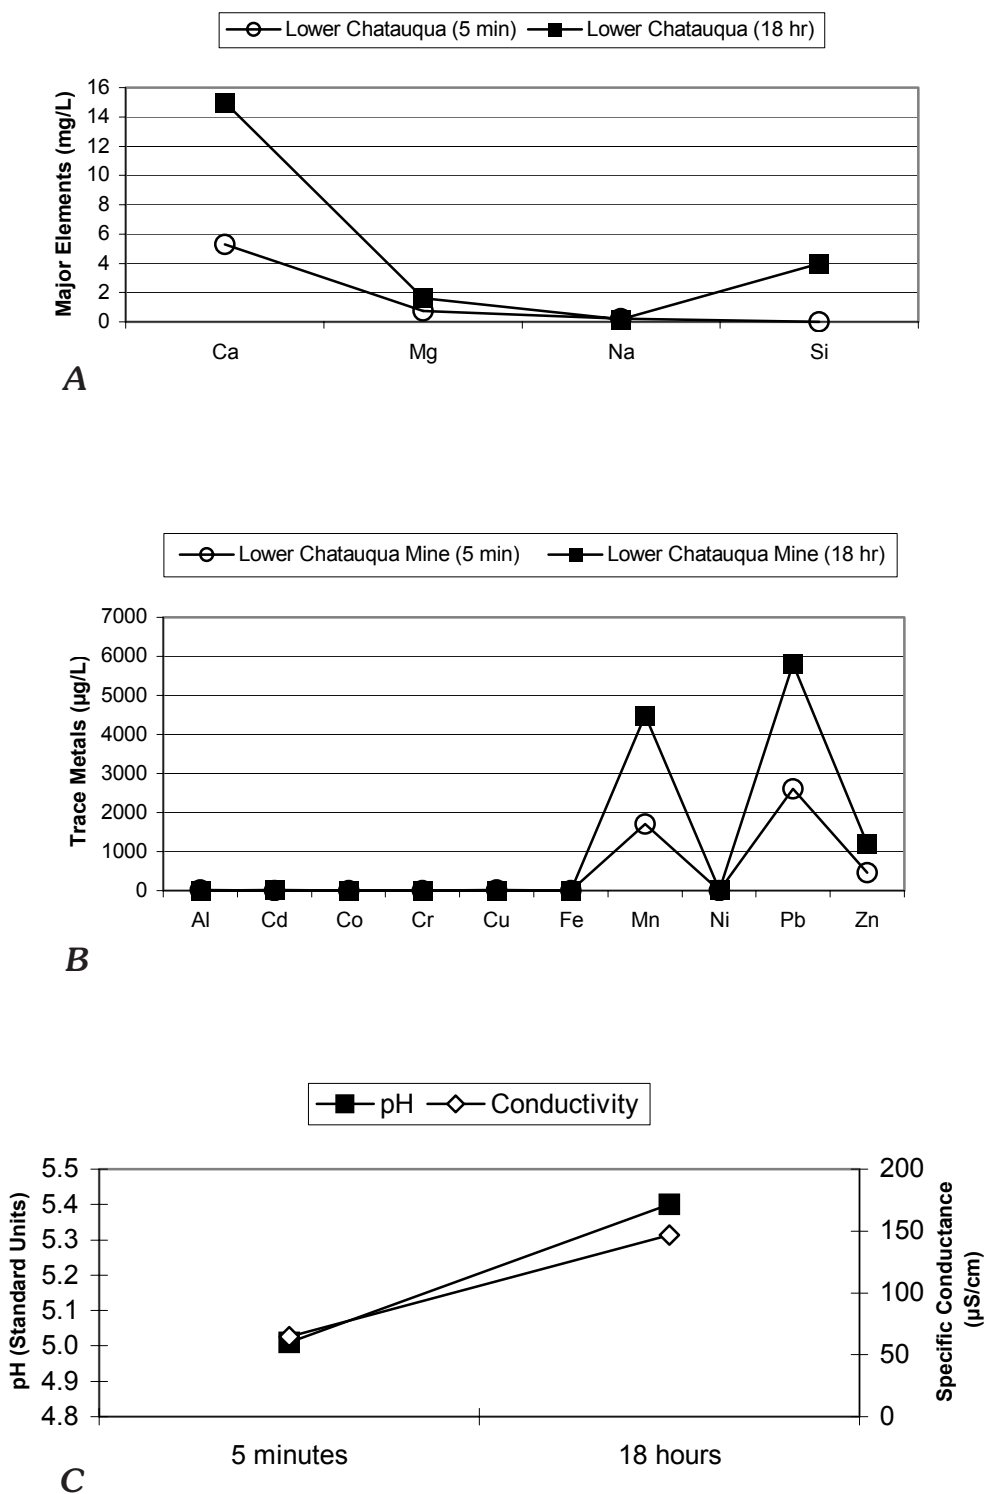 Lower Chatauqua (5 min) Lower Chatauqua (18 hr)
Major Elements (mg/L)
16
14
12
10
8
6
4
2
0
Ca Mg Na Si
A
Lower Chatauqua Mine (5 min) Lower Chatauqua Mine (18 hr)
Trace Metals (µg/L)
7000
6000
5000
4000
3000
2000
1000
0
Al Cd Co Cr Cu Fe Mn Ni Pb Zn
B
pH Conductivity
pH (Standard Units)
5.5
5.4
5.3
5.2
5.1
5.0
4.9
4.8
200
150
100
50
0
Specific Conductance
(µS/cm)
5 minutes 18 hours
C